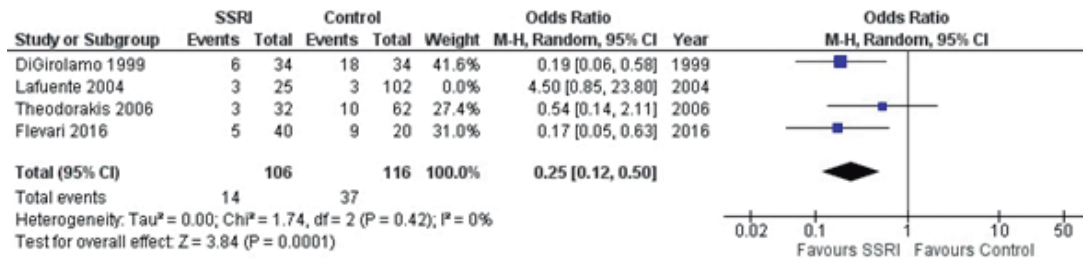 SSRI Control Odds Ratio Odds Ratio
Study or Subgroup Events Total Events Total Weight M-H, Random, 95% CI Year M-H, Random, 95% CI
DiGirolamo 1999 6 34 18 34 41.6% 0.19 [0.06, 0.58] 1999
Lafuente 2004 3 25 3 102 0.0% 4.50 [0.85, 23.80] 2004
Theodorakis 2006 3 32 10 62 27.4% 0.54 [0.14, 2.11] 2006
Flevari 2016 5 40 9 20 31.0% 0.17 [0.05, 0.63] 2016
Total (95% CI) 106 116 100.0% 0.25 [0.12, 0.50]
Total events 14 37
Heterogeneity: Tau² = 0.00; Chi² = 1.74, df = 2 (P = 0.42); I² = 0%
Test for overall effect: Z = 3.84 (P = 0.0001)
0.02 0.1 1 10 50
Favours SSRI Favours Control